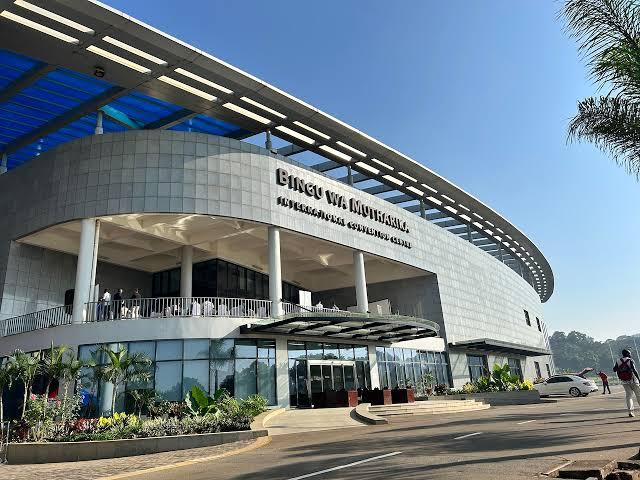 BINGU WA MUTHARIKA
INTERNATIONAL CONVENTION CENTRE